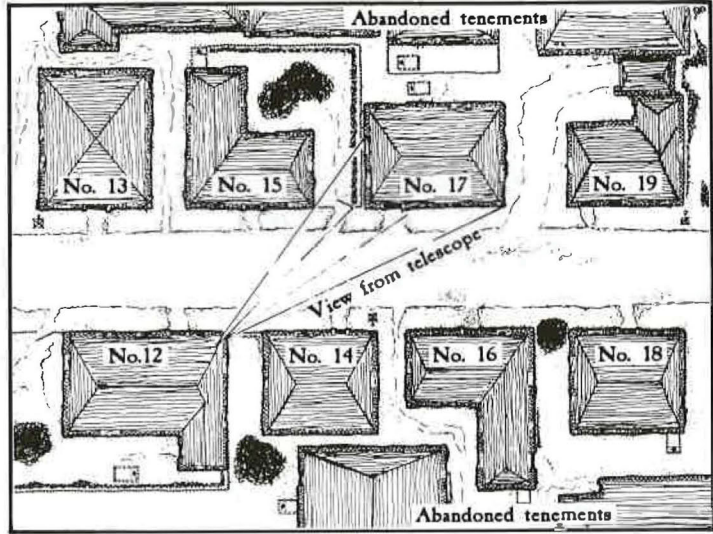 Abandoned tenements
No. 13
No. 15
No. 17
No. 19
View from telescope
No.12
No. 14
No. 16
No. 18
Abandoned tenements